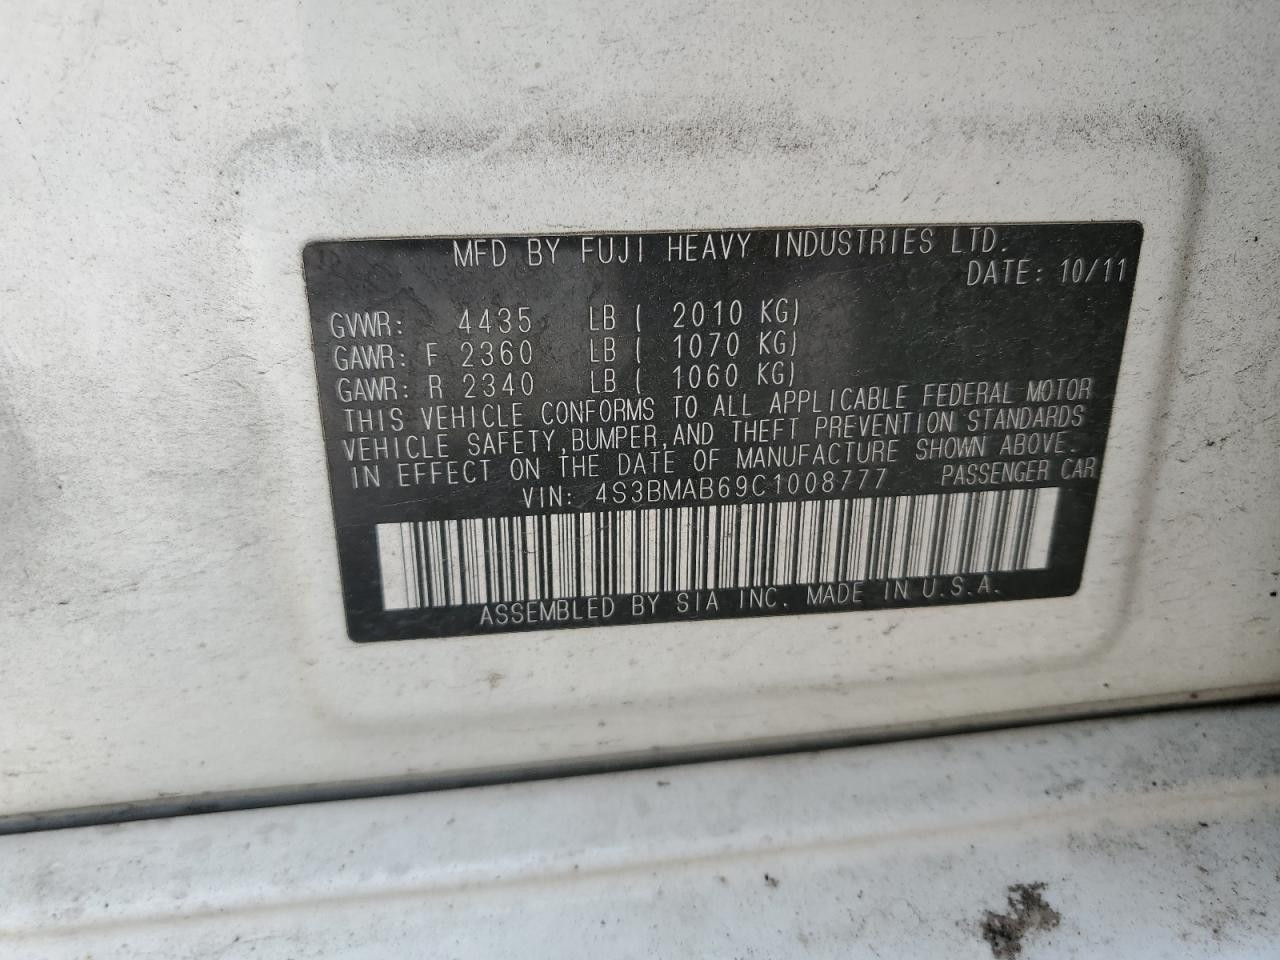 MFD BY FUJI HEAVY INDUSTRIES LTD.
DATE: 10/11
GVWR: 4435 LB ( 2010 KG)
GAWR: F 2360 LB ( 1070 KG)
GAWR: R 2340 LB ( 1060 KG)
THIS VEHICLE CONFORMS TO ALL APPLICABLE FEDERAL MOTOR
VEHICLE SAFETY,BUMPER,AND THEFT PREVENTION STANDARDS
IN EFFECT ON THE DATE OF MANUFACTURE SHOWN ABOVE.
VIN: 4S3BMAB69C1008777 PASSENGER CAR
ASSEMBLED BY SIA INC. MADE IN U.S.A.